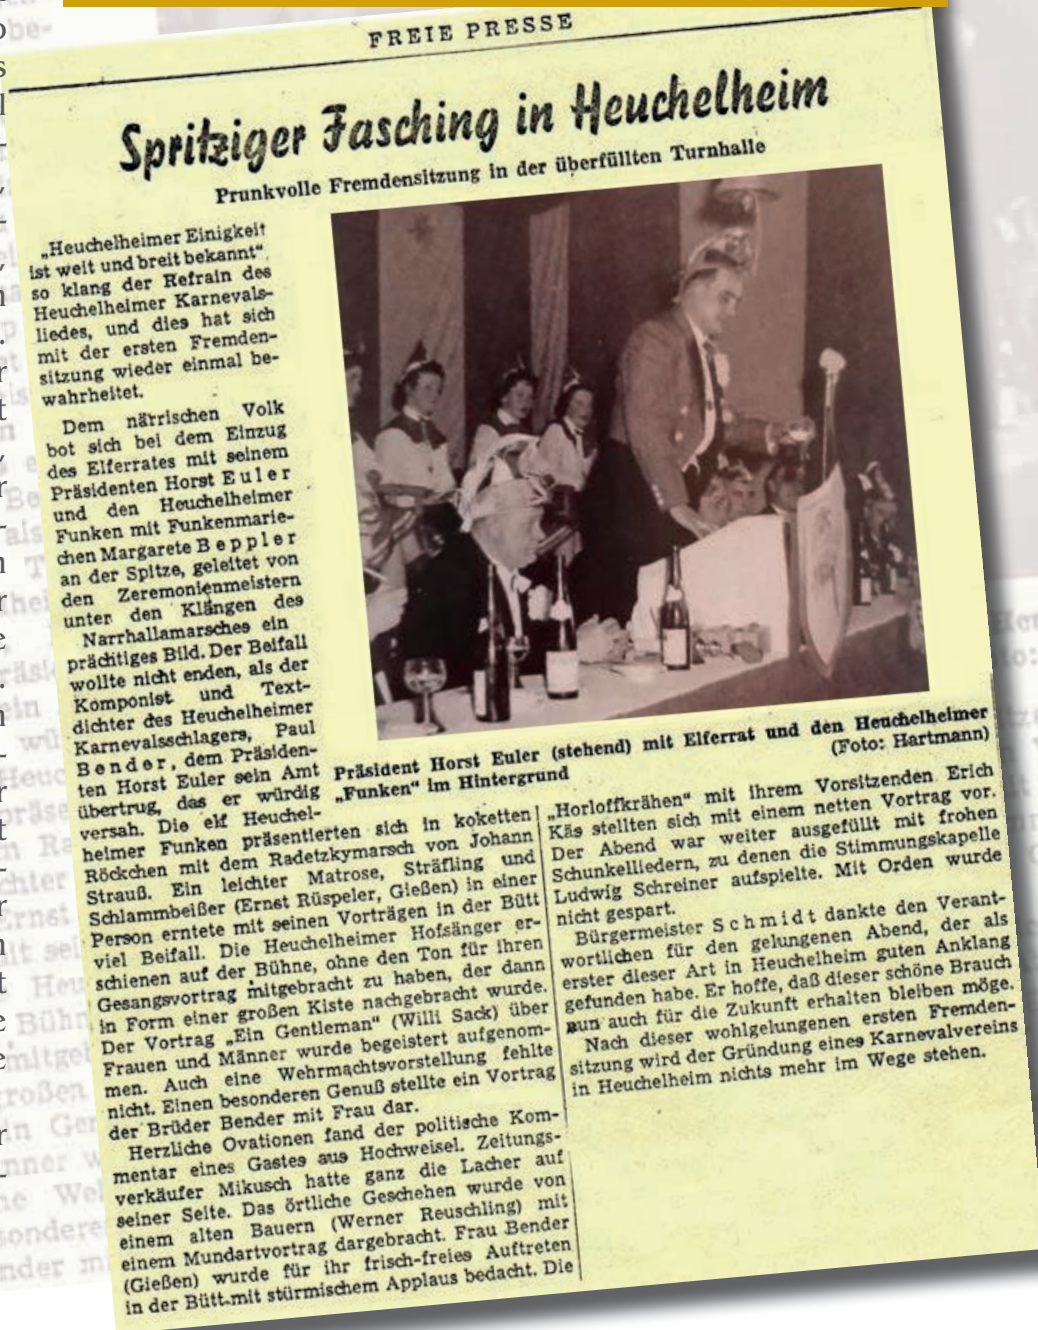 FREIE PRESSE
Spritziger Fasching in Heuchelheim
Prunkvolle Fremdensitzung in der überfüllten Turnhalle
„Heuchelheimer Einigkeit
ist weit und breit bekannt“,
so klang der Refrain des
Heuchelheimer Karnevals-
liedes, und dies hat sich
mit der ersten Fremden-
sitzung wieder einmal be-
wahrheitet.
Dem närrischen Volk
bot sich bei dem Einzug
des Elferrates mit seinem
Präsidenten Horst Euler
und den Heuchelheimer
Funken mit Funkenmarie-
chen Margarete Beppler
an der Spitze, geleitet von
den Zeremonienmeistern
unter den Klängen des
Narrhallamarsches ein
prächtiges Bild. Der Beifall
wollte nicht enden, als der
Komponist und Text-
dichter des Heuchelheimer
Karnevalsschlagers, Paul
Bender, dem Präsiden-
ten Horst Euler sein Amt
übertrug, das er würdig
versah. Die elf Heuchel-
heimer Funken präsentierten sich in koketten
Röckchen mit dem Radetzkymarsch von Johann
Strauß. Ein leichter Matrose, Sträfling und
Schlammbeißer (Ernst Rüspeler, Gießen) in einer
Person erntete mit seinen Vorträgen in der Bütt
viel Beifall. Die Heuchelheimer Hofsänger er-
schienen auf der Bühne, ohne den Ton für ihren
Gesangsvortrag mitgebracht zu haben, der dann
in Form einer großen Kiste nachgebracht wurde.
Der Vortrag „Ein Gentleman“ (Willi Sack) über
Frauen und Männer wurde begeistert aufgenom-
men. Auch eine Wehrmachtsvorstellung fehlte
nicht. Einen besonderen Genuß stellte ein Vortrag
der Brüder Bender mit Frau dar.
Herzliche Ovationen fand der politische Kom-
mentar eines Gastes aus Hochweisel. Zeitungs-
verkäufer Mikusch hatte ganz die Lacher auf
seiner Seite. Das örtliche Geschehen wurde von
einem alten Bauern (Werner Reuschling) mit
einem Mundartvortrag dargebracht. Frau Bender
(Gießen) wurde für ihr frisch-freies Auftreten
in der Bütt mit stürmischem Applaus bedacht. Die
Präsident Horst Euler (stehend) mit Elferrat und den Heuchelheimer
„Funken“ im Hintergrund (Foto: Hartmann)
„Horloffkrähen“ mit ihrem Vorsitzenden Erich
Käs stellten sich mit einem netten Vortrag vor.
Der Abend war weiter ausgefüllt mit frohen
Schunkelliedern, zu denen die Stimmungskapelle
Ludwig Schreiner aufspielte. Mit Orden wurde
nicht gespart.
Bürgermeister Schmidt dankte den Verant-
wortlichen für den gelungenen Abend, der als
erster dieser Art in Heuchelheim guten Anklang
gefunden habe. Er hoffe, daß dieser schöne Brauch
nun auch für die Zukunft erhalten bleiben möge.
Nach dieser wohlgelungenen ersten Fremden-
sitzung wird der Gründung eines Karnevalvereins
in Heuchelheim nichts mehr im Wege stehen.